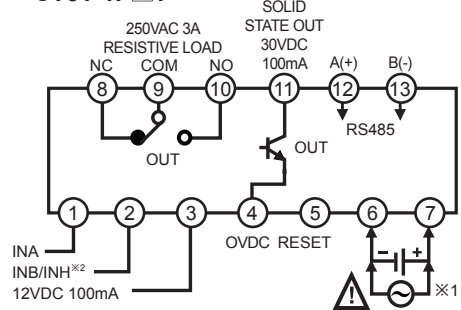 SOLID
STATE OUT
30VDC
100mA
250VAC 3A
RESISTIVE LOAD
NC COM NO
A(+) B(-)
8 9 10 11 12 13
RS485
OUT
OUT
1 2 3 4 5 6 7
0VDC RESET
INA
INB/INH※2
12VDC 100mA
- +
※1